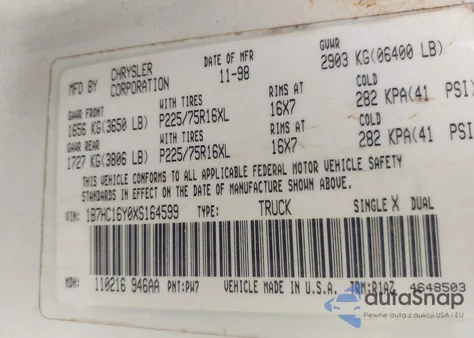 MFD BY CHRYSLER CORPORATION DATE OF MFR 11-98 GVWR 2903 KG(06400 LB)
GAWR FRONT WITH TIRES RIMS AT COLD
1656 KG(3650 LB) P225/75R16XL 16X7 282 KPA(41 PSI)
GAWR REAR WITH TIRES RIMS AT COLD
1727 KG(3806 LB) P225/75R16XL 16X7 282 KPA(41 PSI)
THIS VEHICLE CONFORMS TO ALL APPLICABLE FEDERAL MOTOR VEHICLE SAFETY
STANDARDS IN EFFECT ON THE DATE OF MANUFACTURE SHOWN ABOVE.
VIN: 1B7HC16Y0XS164599 TYPE: TRUCK SINGLE X DUAL
MDH: 110216 946AA PNT:PW7 VEHICLE MADE IN U.S.A. TRM:R1AZ 4648503
autoSnap
Pewne auta z aukcji USA i EU